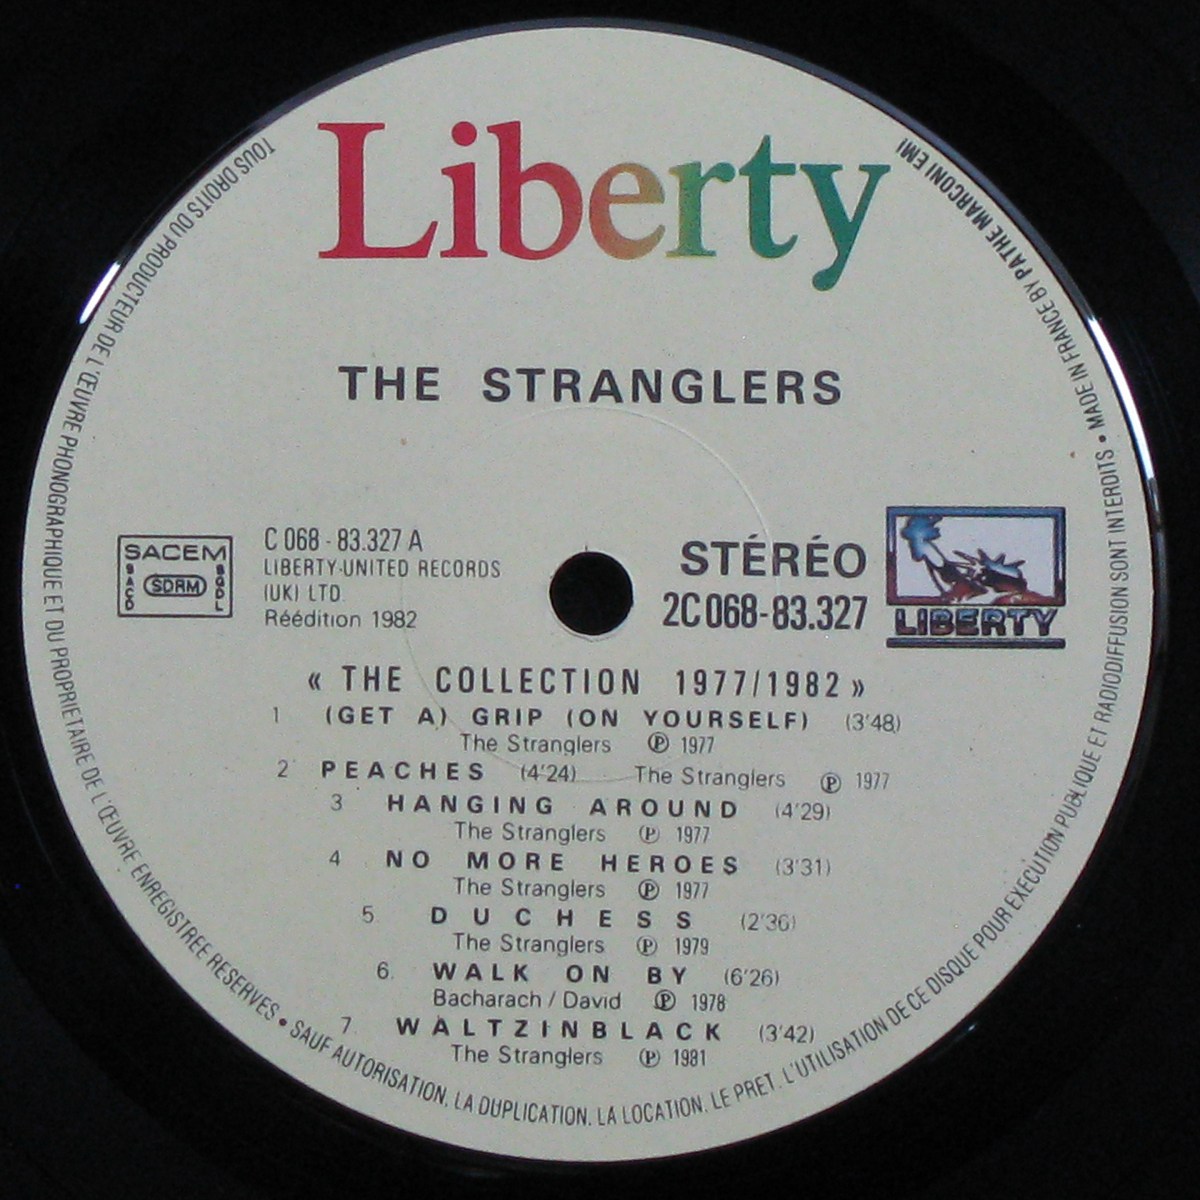 Liberty
THE STRANGLERS
SACEM
SACD
SDRM
SGDL
C 068 - 83.327 A
LIBERTY-UNITED RECORDS
(UK) LTD.
Réédition 1982
STÉRÉO
2C 068-83.327
LIBERTY
« THE COLLECTION 1977/1982 »
1 (GET A) GRIP (ON YOURSELF) (3'48)
The Stranglers ℗ 1977
2 PEACHES (4'24) The Stranglers ℗ 1977
3 HANGING AROUND (4'29)
The Stranglers ℗ 1977
4 NO MORE HEROES (3'31)
The Stranglers ℗ 1977
5. DUCHESS (2'36)
The Stranglers ℗ 1979
6. WALK ON BY (6'26)
Bacharach / David ℗ 1978
7. WALTZINBLACK (3'42)
The Stranglers ℗ 1981
TOUS DROITS DU PRODUCTEUR DE L'ŒUVRE PHONOGRAPHIQUE ET DU PROPRIETAIRE DE L'ŒUVRE ENREGISTREE RESERVES • SAUF AUTORISATION, LA DUPLICATION, LA LOCATION, LE PRET, L'UTILISATION DE CE DISQUE POUR EXECUTION PUBLIQUE ET RADIODIFFUSION SONT INTERDITS • MADE IN FRANCE BY PATHE MARCONI EMI